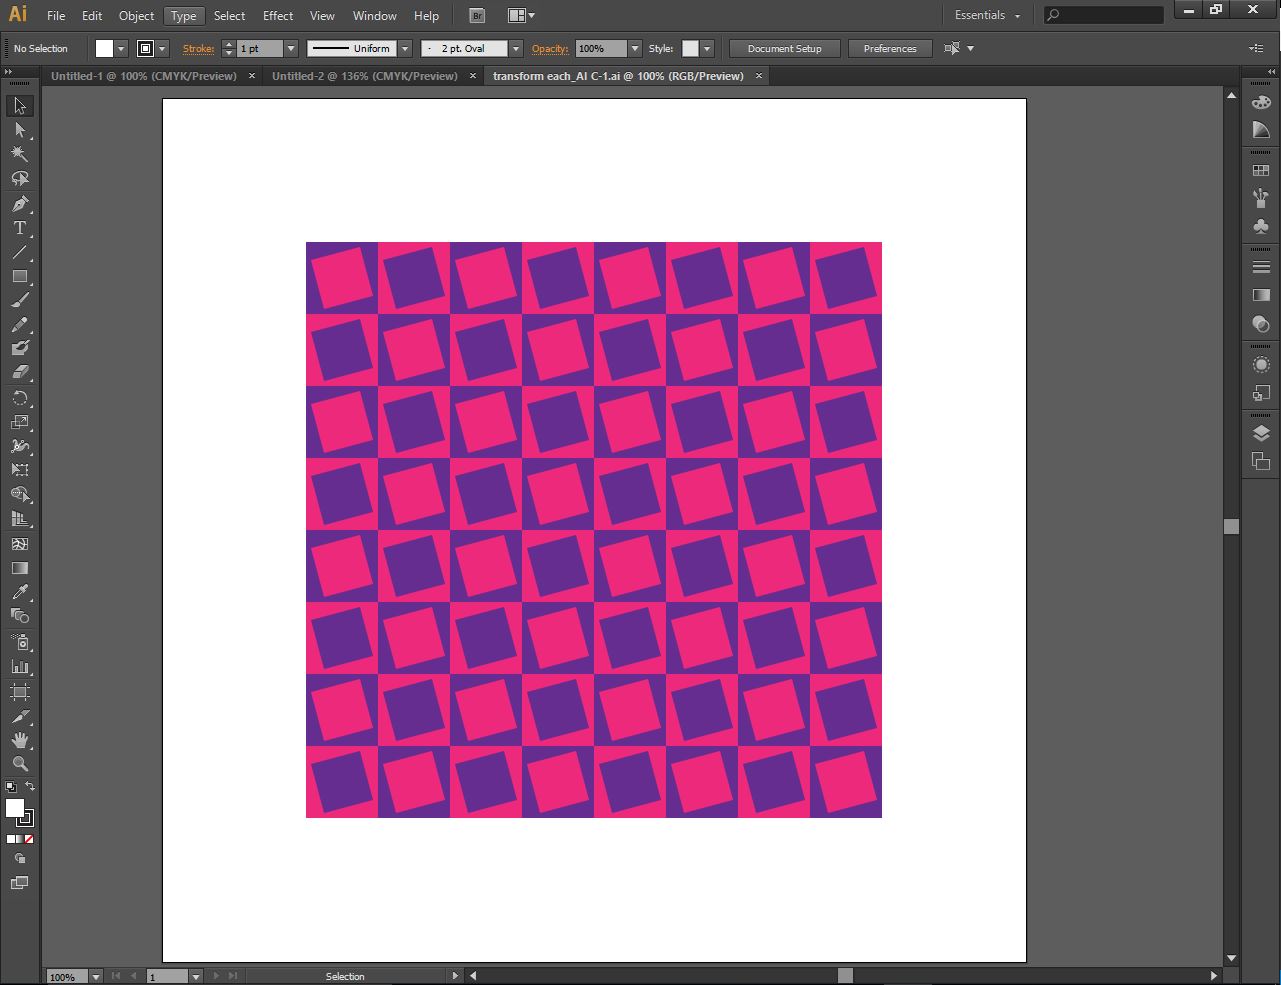 Ai File Edit Object Type Select Effect View Window Help Br Essentials
No Selection Stroke: 1 pt Uniform 2 pt. Oval Opacity: 100% Style: Document Setup Preferences
Untitled-1 @ 100% (CMYK/Preview) × Untitled-2 @ 136% (CMYK/Preview) × transform each_AI C-1.ai @ 100% (RGB/Preview) ×
T
100% 1 Selection